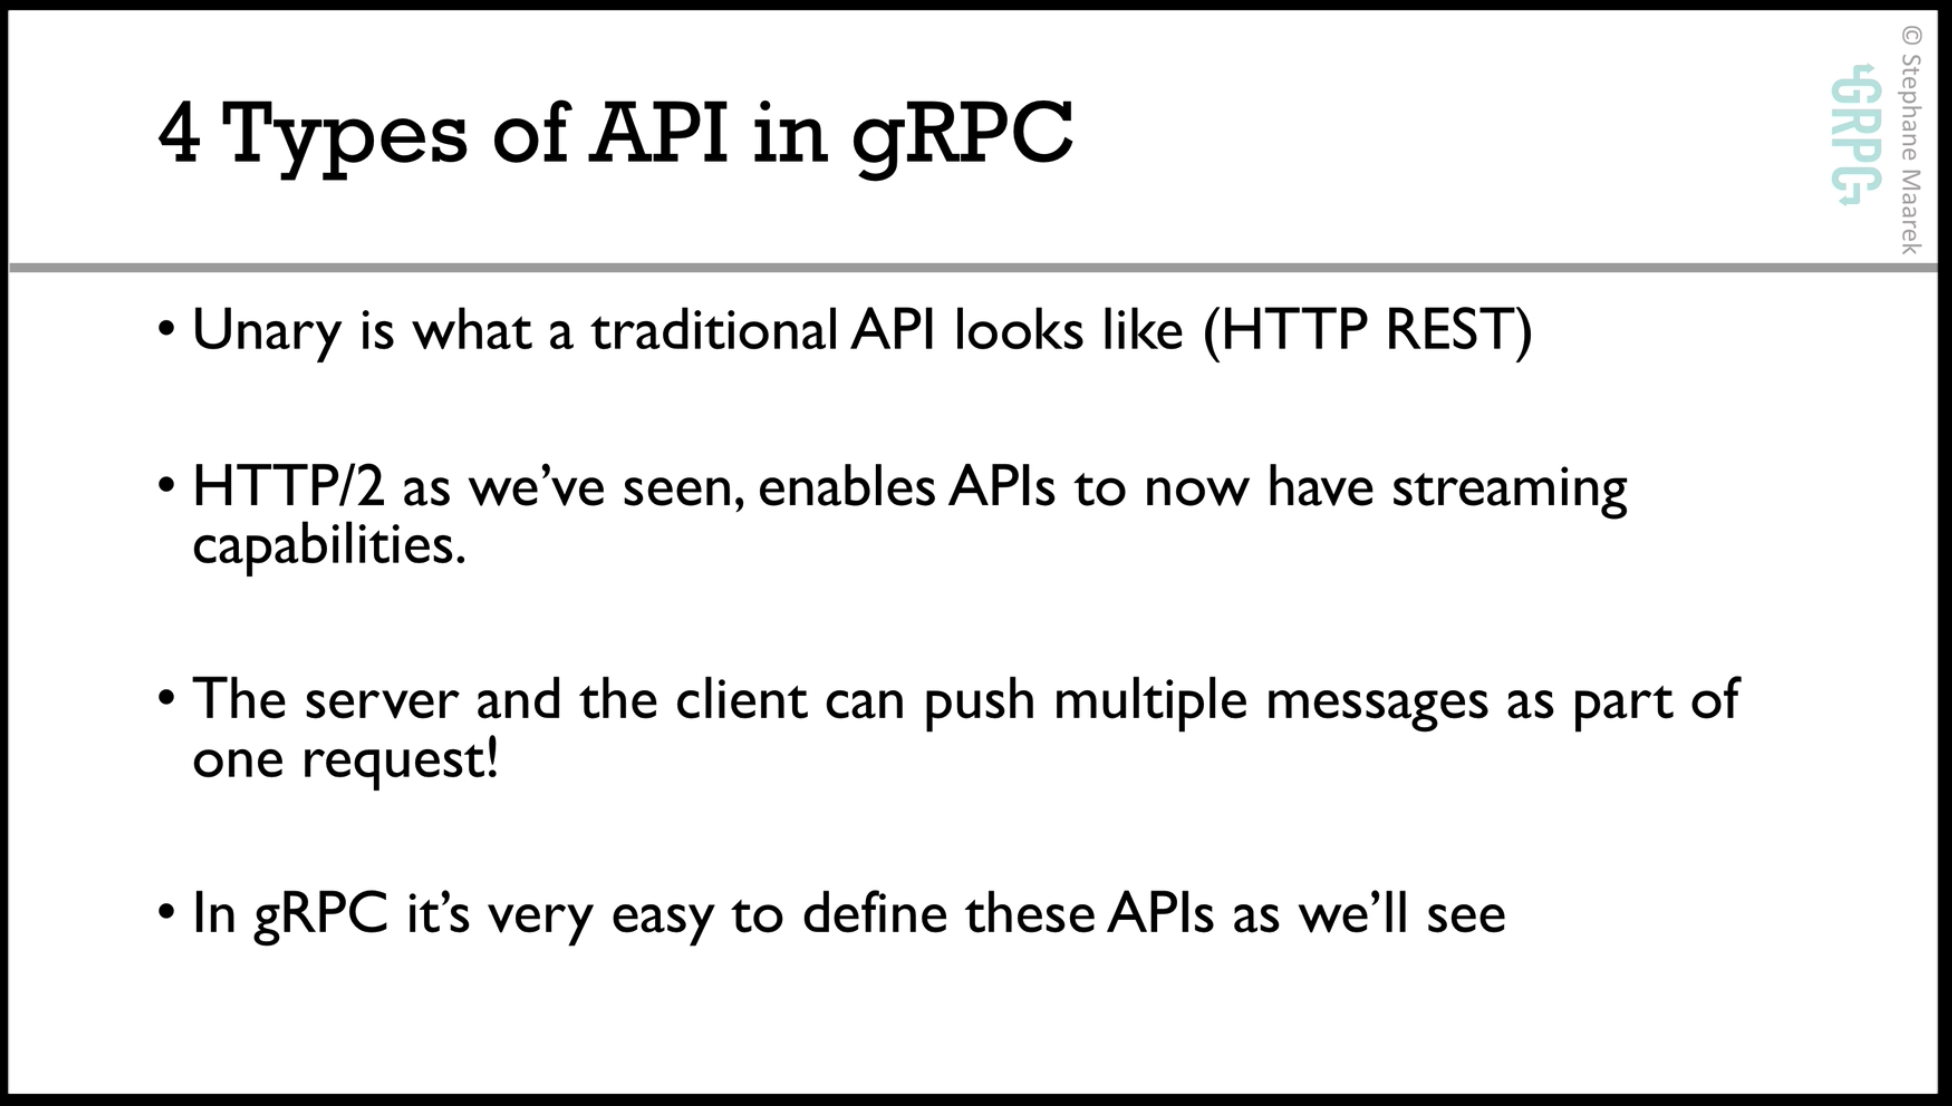 4 Types of API in gRPC
GRPC
© Stephane Maarek
• Unary is what a traditional API looks like (HTTP REST)
• HTTP/2 as we’ve seen, enables APIs to now have streaming
capabilities.
• The server and the client can push multiple messages as part of
one request!
• In gRPC it’s very easy to define these APIs as we’ll see